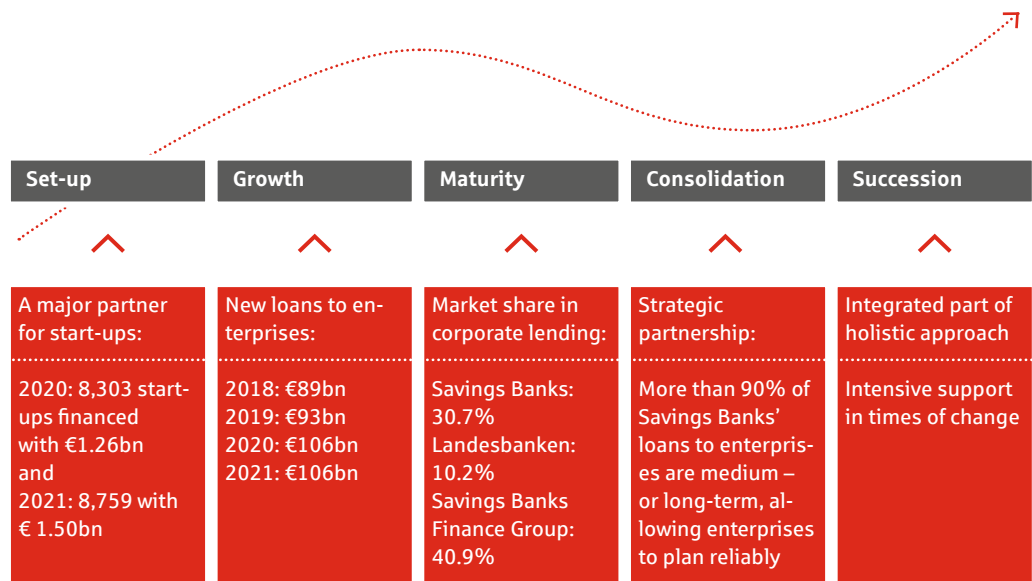 Set-up
Growth
Maturity
Consolidation
Succession
A major partner
for start-ups:
2020: 8,303 start-
ups financed
with €1.26bn
and
2021: 8,759 with
€ 1.50bn
New loans to en-
terprises:
2018: €89bn
2019: €93bn
2020: €106bn
2021: €106bn
Market share in
corporate lending:
Savings Banks:
30.7%
Landesbanken:
10.2%
Savings Banks
Finance Group:
40.9%
Strategic
partnership:
More than 90% of
Savings Banks’
loans to enterpris-
es are medium –
or long-term, al-
lowing enterprises
to plan reliably
Integrated part of
holistic approach
Intensive support
in times of change